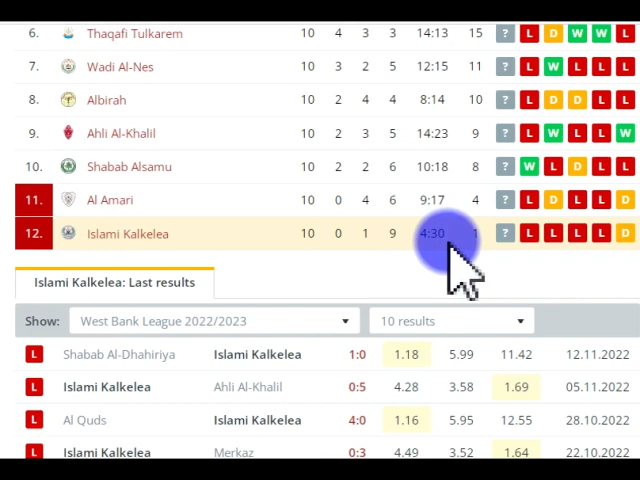 6. Thaqafi Tulkarem 10 4 3 3 14:13 15 ? L D W W L
7. Wadi Al-Nes 10 3 2 5 12:15 11 ? L W L L L
8. Albirah 10 2 4 4 8:14 10 ? L D D L L
9. Ahli Al-Khalil 10 2 3 5 14:23 9 ? L W L L W
10. Shabab Alsamu 10 2 2 6 10:18 8 ? W L D L L
11. Al Amari 10 0 4 6 9:17 4 ? L D L D L
12. Islami Kalkelea 10 0 1 9 4:30 1 ? L L L L D
Islami Kalkelea: Last results
Show: West Bank League 2022/2023 10 results
L Shabab Al-Dhahiriya Islami Kalkelea 1:0 1.18 5.99 11.42 12.11.2022
L Islami Kalkelea Ahli Al-Khalil 0:5 4.28 3.58 1.69 05.11.2022
L Al Quds Islami Kalkelea 4:0 1.16 5.95 12.55 28.10.2022
L Islami Kalkelea Merkaz 0:3 4.49 3.52 1.64 22.10.2022